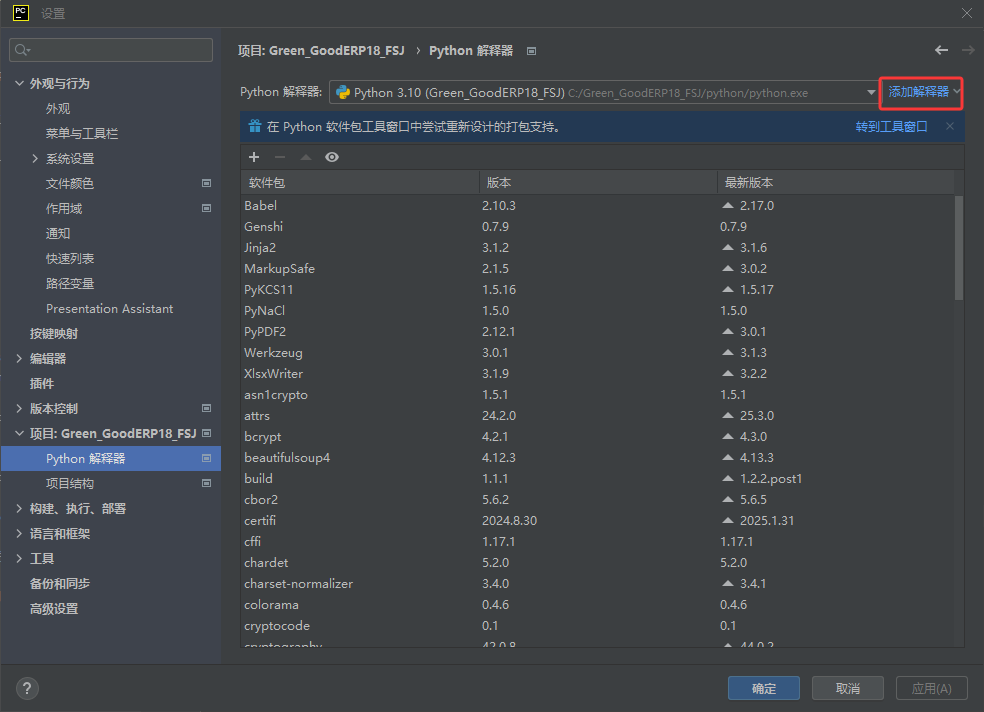 PC
设置
项目: Green_GoodERP18_FSJ › Python 解释器
Python 解释器: Python 3.10 (Green_GoodERP18_FSJ) C:/Green_GoodERP18_FSJ/python/python.exe 添加解释器
在 Python 软件包工具窗口中尝试重新设计的打包支持。 转到工具窗口
外观与行为
外观
菜单与工具栏
系统设置
文件颜色
作用域
通知
快速列表
路径变量
Presentation Assistant
按键映射
编辑器
插件
版本控制
项目: Green_GoodERP18_FSJ
Python 解释器
项目结构
构建、执行、部署
语言和框架
工具
备份和同步
高级设置
软件包 版本 最新版本
Babel 2.10.3 2.17.0
Genshi 0.7.9 0.7.9
Jinja2 3.1.2 3.1.6
MarkupSafe 2.1.5 3.0.2
PyKCS11 1.5.16 1.5.17
PyNaCl 1.5.0 1.5.0
PyPDF2 2.12.1 3.0.1
Werkzeug 3.0.1 3.1.3
XlsxWriter 3.1.9 3.2.2
asn1crypto 1.5.1 1.5.1
attrs 24.2.0 25.3.0
bcrypt 4.2.1 4.3.0
beautifulsoup4 4.12.3 4.13.3
build 1.1.1 1.2.2.post1
cbor2 5.6.2 5.6.5
certifi 2024.8.30 2025.1.31
cffi 1.17.1 1.17.1
chardet 5.2.0 5.2.0
charset-normalizer 3.4.0 3.4.1
colorama 0.4.6 0.4.6
cryptocode 0.1 0.1
cryptography 42.0.8 44.0.2
? 确定 取消 应用(A)